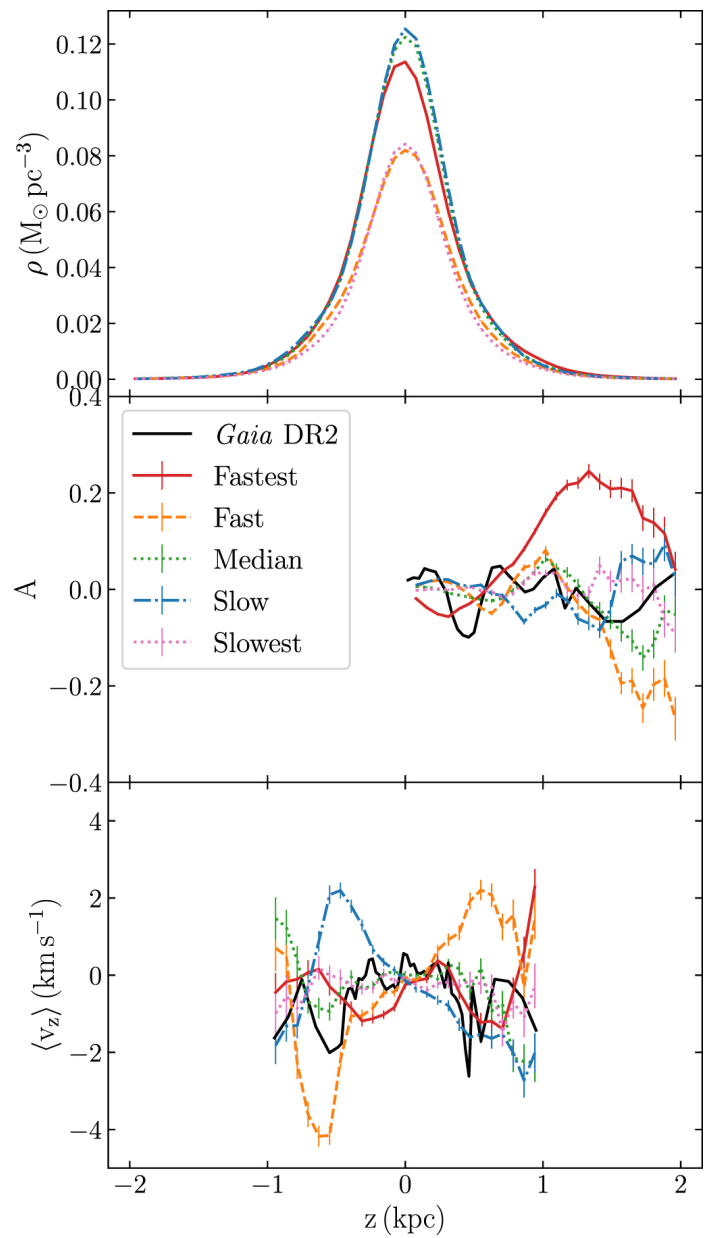 0.12
0.10
0.08
0.06
0.04
0.02
0.00
ρ (M⊙ pc⁻³)
0.4
0.2
0.0
−0.2
−0.4
A
Gaia DR2
Fastest
Fast
Median
Slow
Slowest
4
2
0
−2
−4
⟨v_z⟩ (km s⁻¹)
−2 −1 0 1 2
z (kpc)